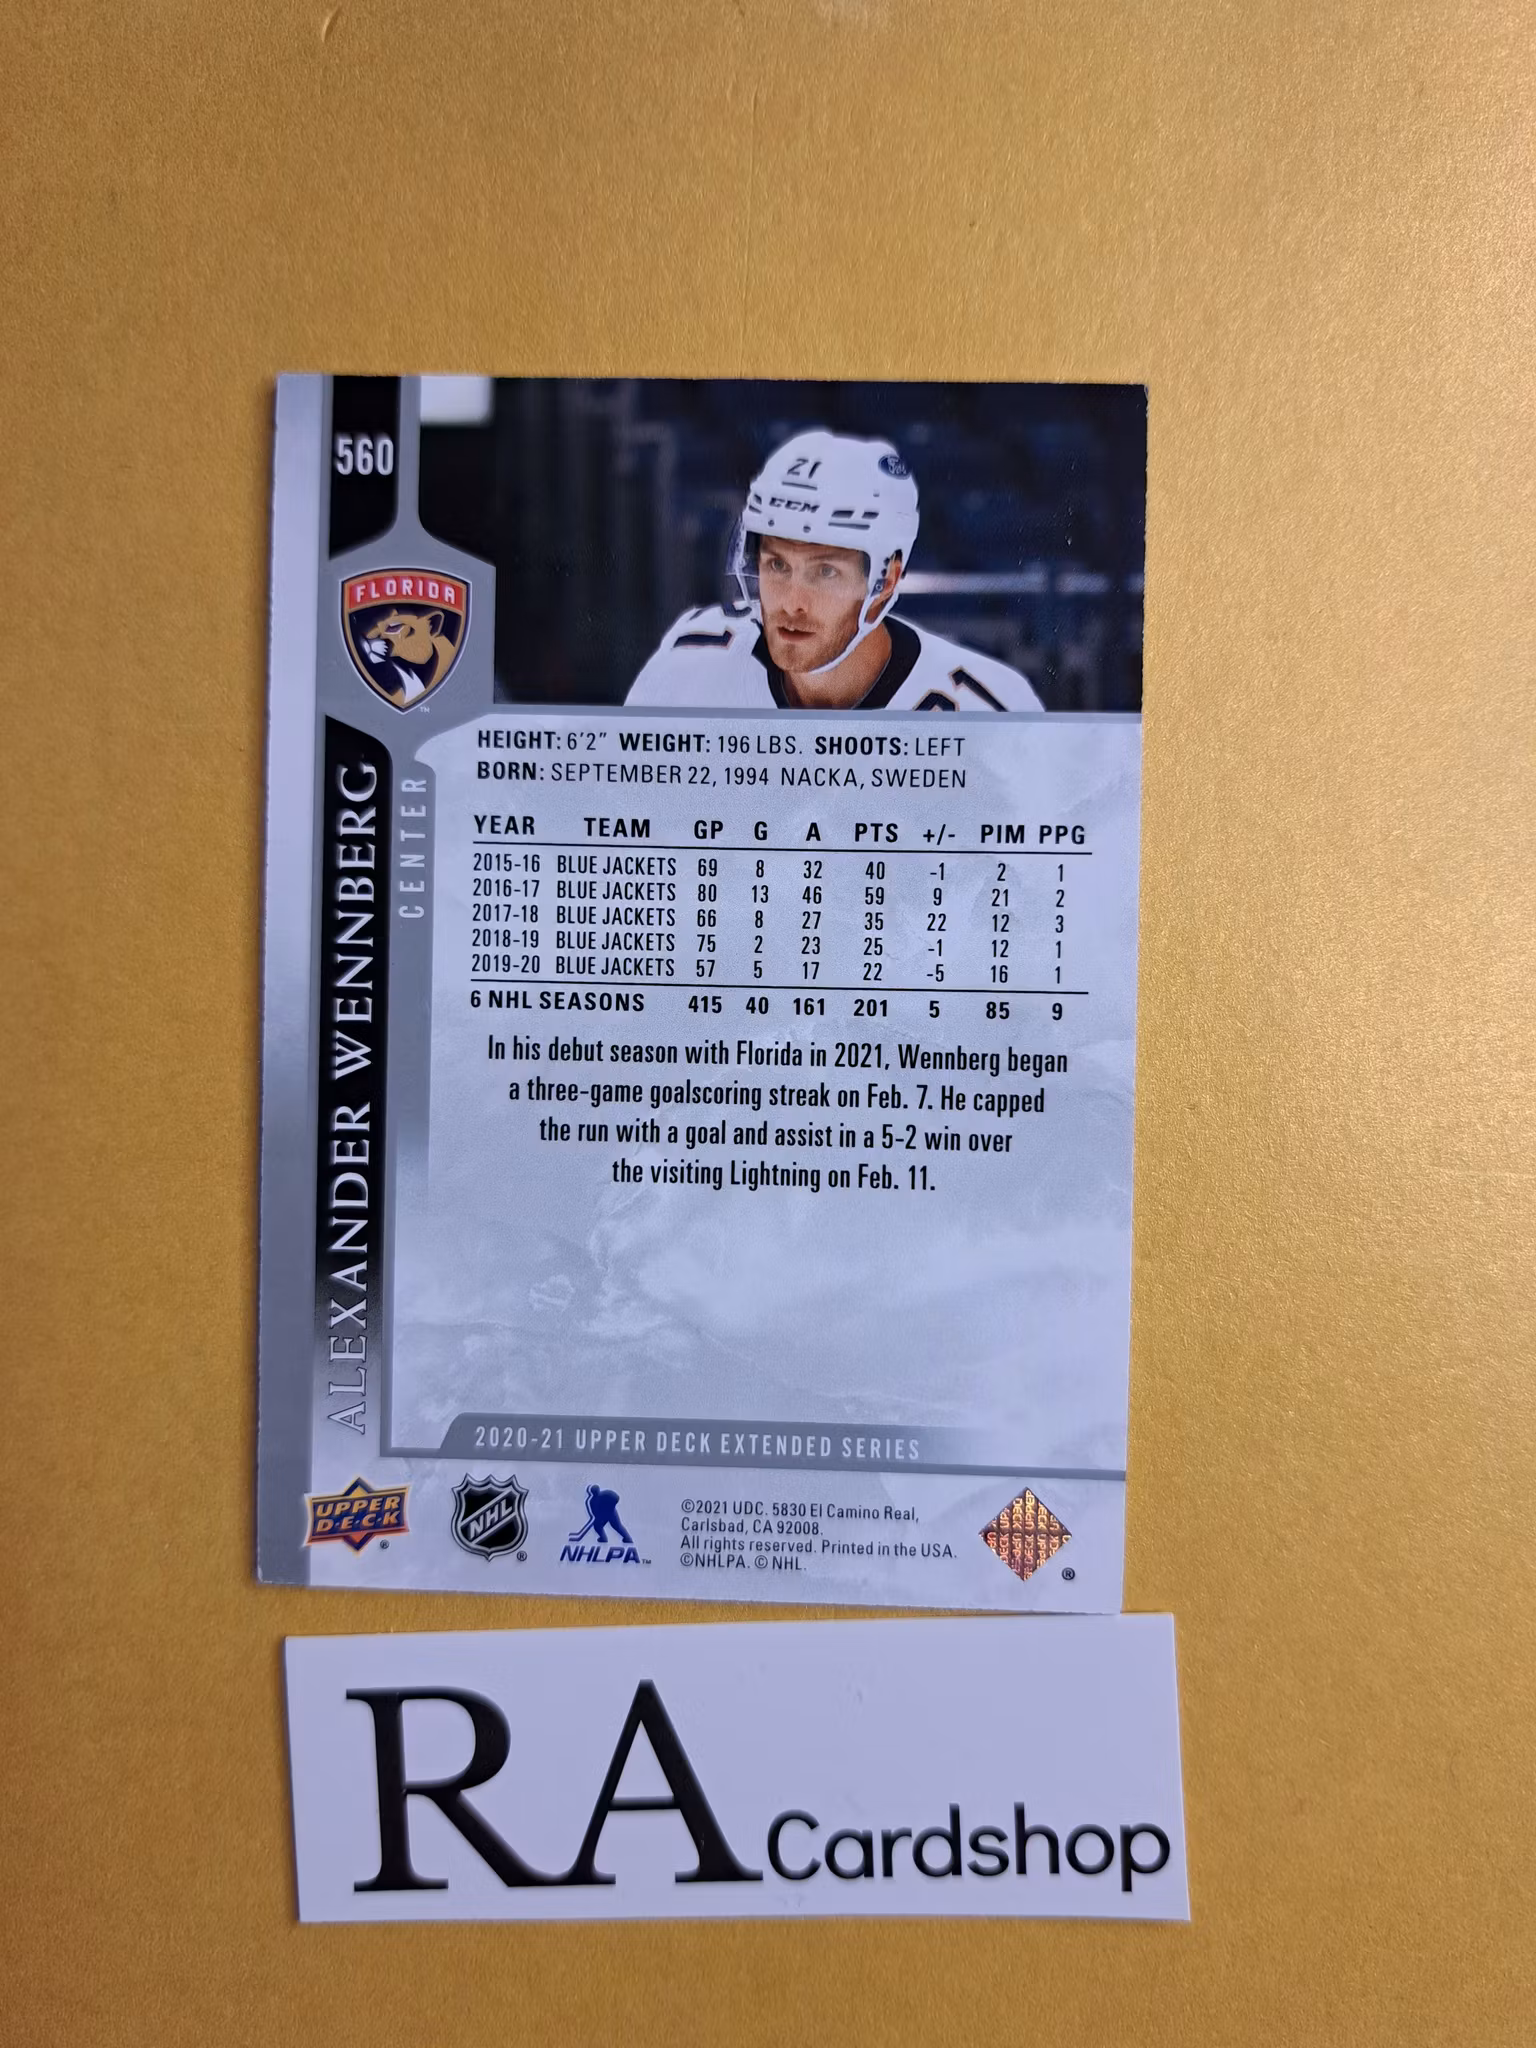 560
21
CCM
FLORIDA
TM
21
ALEXANDER WENNBERG
CENTER
HEIGHT: 6'2" WEIGHT: 196 LBS. SHOOTS: LEFT
BORN: SEPTEMBER 22, 1994 NACKA, SWEDEN
YEAR TEAM GP G A PTS +/- PIM PPG
2015-16 BLUE JACKETS 69 8 32 40 -1 2 1
2016-17 BLUE JACKETS 80 13 46 59 9 21 2
2017-18 BLUE JACKETS 66 8 27 35 22 12 3
2018-19 BLUE JACKETS 75 2 23 25 -1 12 1
2019-20 BLUE JACKETS 57 5 17 22 -5 16 1
6 NHL SEASONS 415 40 161 201 5 85 9
In his debut season with Florida in 2021, Wennberg began
a three-game goalscoring streak on Feb. 7. He capped
the run with a goal and assist in a 5-2 win over
the visiting Lightning on Feb. 11.
2020-21 UPPER DECK EXTENDED SERIES
UPPER DECK ®
NHL ®
NHLPA™
©2021 UDC. 5830 El Camino Real,
Carlsbad, CA 92008.
All rights reserved. Printed in the USA.
©NHLPA. © NHL.
®
RA Cardshop